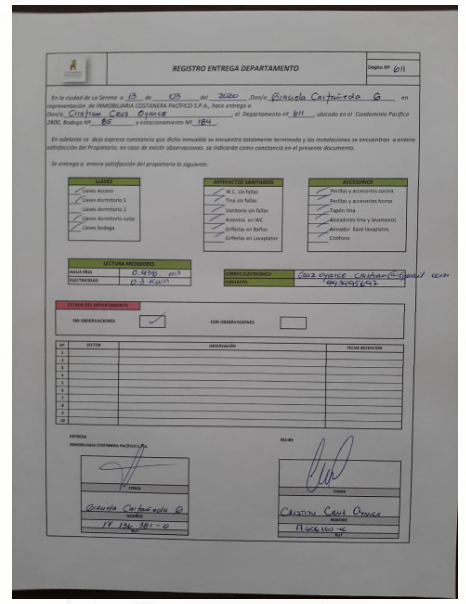 REGISTRO ENTREGA DEPARTAMENTO
Depto Nº 611
En la ciudad de La Serena a 13 de 03 del 2020 Don/a Graciela Castañeda G en
representación de INMOBILIARIA COSTANERA PACÍFICO S.P.A., hace entrega a
Don/a Cristian Cruz Oyarce el Departamento nº 611, ubicado en el Condominio Pacífico
2800, Bodega Nº 85 y estacionamiento Nº 184.
En adelante se deja expresa constancia que dicho inmueble se encuentra totalmente terminado y las instalaciones se encuentran a entera
satisfacción del Propietario, en caso de existir observaciones se indicarán como constancia en el presente documento.
Se entrega a entera satisfacción del propietario lo siguiente:
LLAVES
Llaves Acceso
Llaves dormitorio 1
Llaves dormitorio 2
Llaves dormitorio suite
Llaves bodega
ARTEFACTOS SANITARIOS
W.C. sin fallas
Tina sin fallas
Vanitorio sin fallas
Asientos en WC
Griferías en Baños
Griferías en Lavaplatos
ACCESORIOS
Perillas y accesorios cocina
Perillas y accesorios horno
Tapón tina
Aireadores tina y lavamanos
Aireador llave lavaplatos
Citófono
LECTURA MEDIDORES
AGUA FRIA m3
ELECTRICIDAD 0.3 Kwh
CORREO ELECTRONICO
CONTACTO
ESTADO DEL DEPARTAMENTO
SIN OBSERVACIONES
CON OBSERVACIONES
Nº SECTOR OBSERVACIÓN FECHA RECEPCIÓN
1
2
3
4
5
6
7
8
9
10
ENTREGA
INMOBILIARIA COSTANERA PACÍFICO S.P.A.
RECIBE
FIRMA
Graciela Castañeda G
NOMBRE
FIRMA
Cristian Cruz Oyarce
NOMBRE
RUT